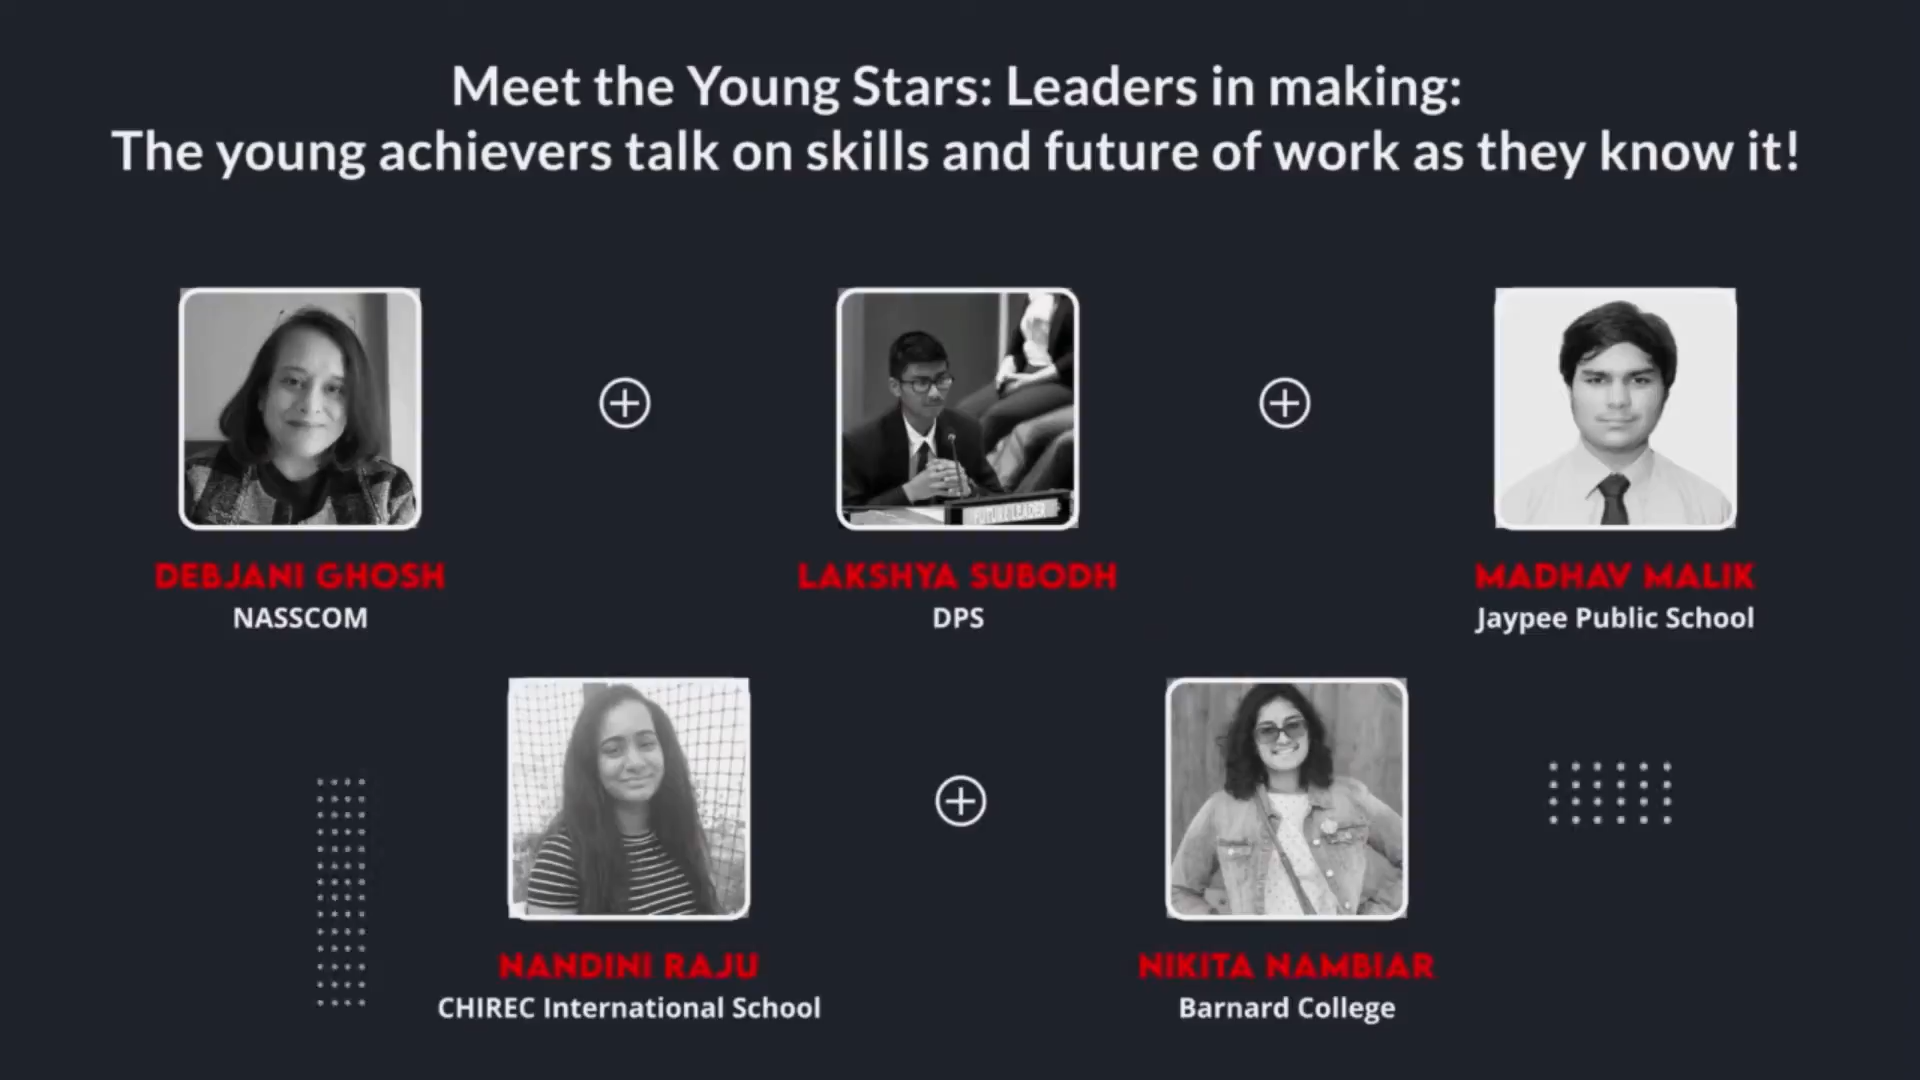 Meet the Young Stars: Leaders in making:
The young achievers talk on skills and future of work as they know it!
FUTURE LEADER
DEBJANI GHOSH
NASSCOM
LAKSHYA SUBODH
DPS
MADHAV MALIK
Jaypee Public School
NANDINI RAJU
CHIREC International School
NIKITA NAMBIAR
Barnard College